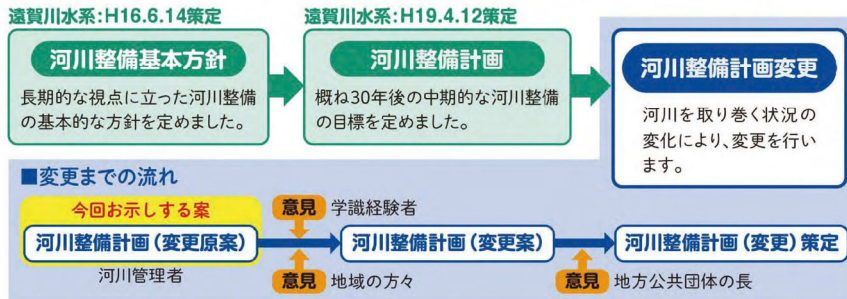 遠賀川水系:H16.6.14策定
河川整備基本方針
長期的な視点に立った河川整備
の基本的な方針を定めました。
遠賀川水系:H19.4.12策定
河川整備計画
概ね30年後の中期的な河川整備
の目標を定めました。
河川整備計画変更
河川を取り巻く状況の
変化により、変更を行い
ます。
■変更までの流れ
今回お示しする案
河川整備計画(変更原案)
河川管理者
意見 学識経験者
意見 地域の方々
河川整備計画(変更案)
意見 地方公共団体の長
河川整備計画(変更)策定